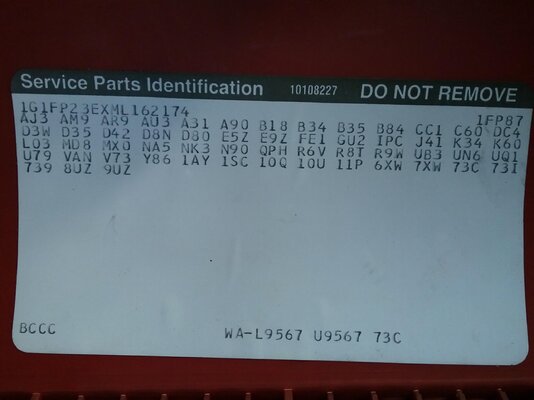 Service Parts Identification 10108227 DO NOT REMOVE
1G1FP23EXML162174 1FP87
AJ3 AM9 AR9 AU3 A31 A90 B18 B34 B35 B84 CC1 C60 DC4
D3W D35 D42 D8N D80 E5Z E9Z FE1 GU2 IPC J41 K34 K60
L03 MD8 MX0 NA5 NK3 N90 QPH R6V R8T R9W UB3 UN6 UQ1
U79 VAN V73 Y86 1AY 1SC 10Q 10U 11P 6XW 7XW 73C 73I
739 8UZ 9UZ
BCCC WA-L9567 U9567 73C